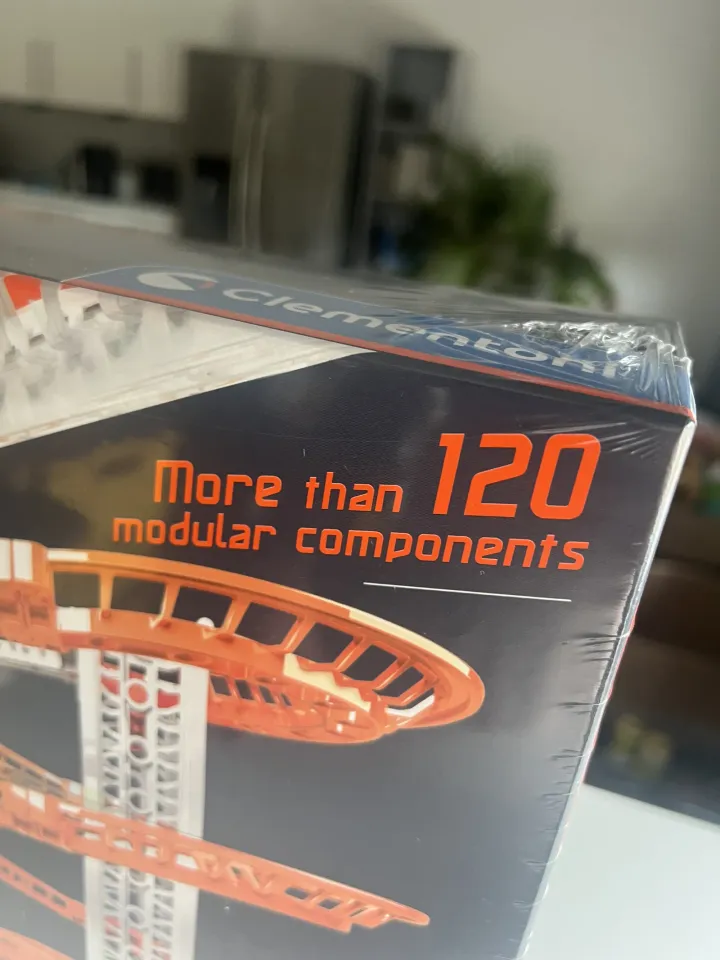 Clementoni
More than 120
modular components